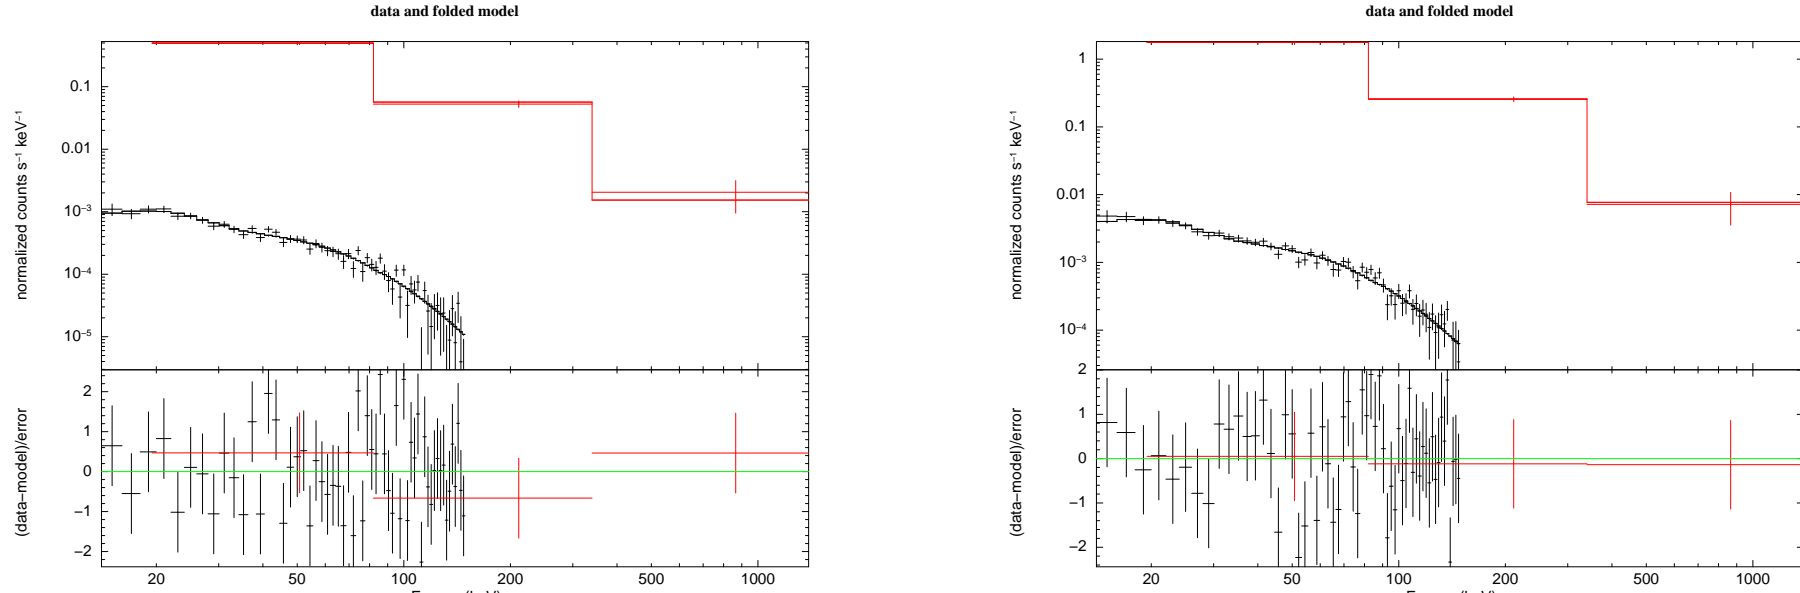 data and folded model
normalized counts s⁻¹ keV⁻¹
0.1
0.01
10⁻³
10⁻⁴
10⁻⁵
(data−model)/error
2
1
0
−1
−2
20 50 100 200 500 1000
data and folded model
normalized counts s⁻¹ keV⁻¹
1
0.1
0.01
10⁻³
10⁻⁴
(data−model)/error
2
1
0
−1
−2
20 50 100 200 500 1000